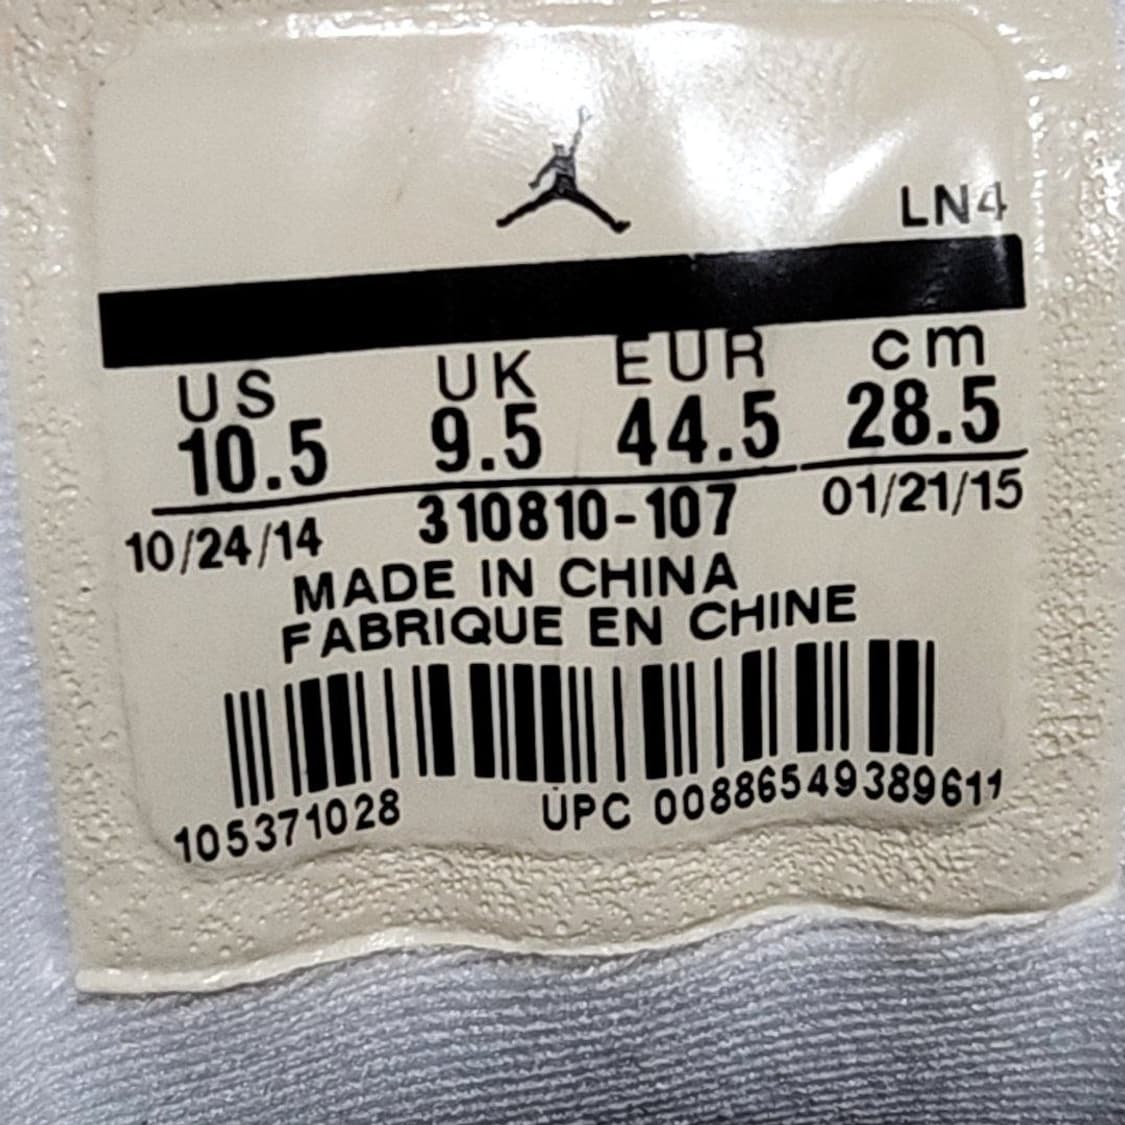 LN4
US UK EUR cm
10.5 9.5 44.5 28.5
10/24/14 310810-107 01/21/15
MADE IN CHINA
FABRIQUE EN CHINE
105371028 UPC 00886549389611